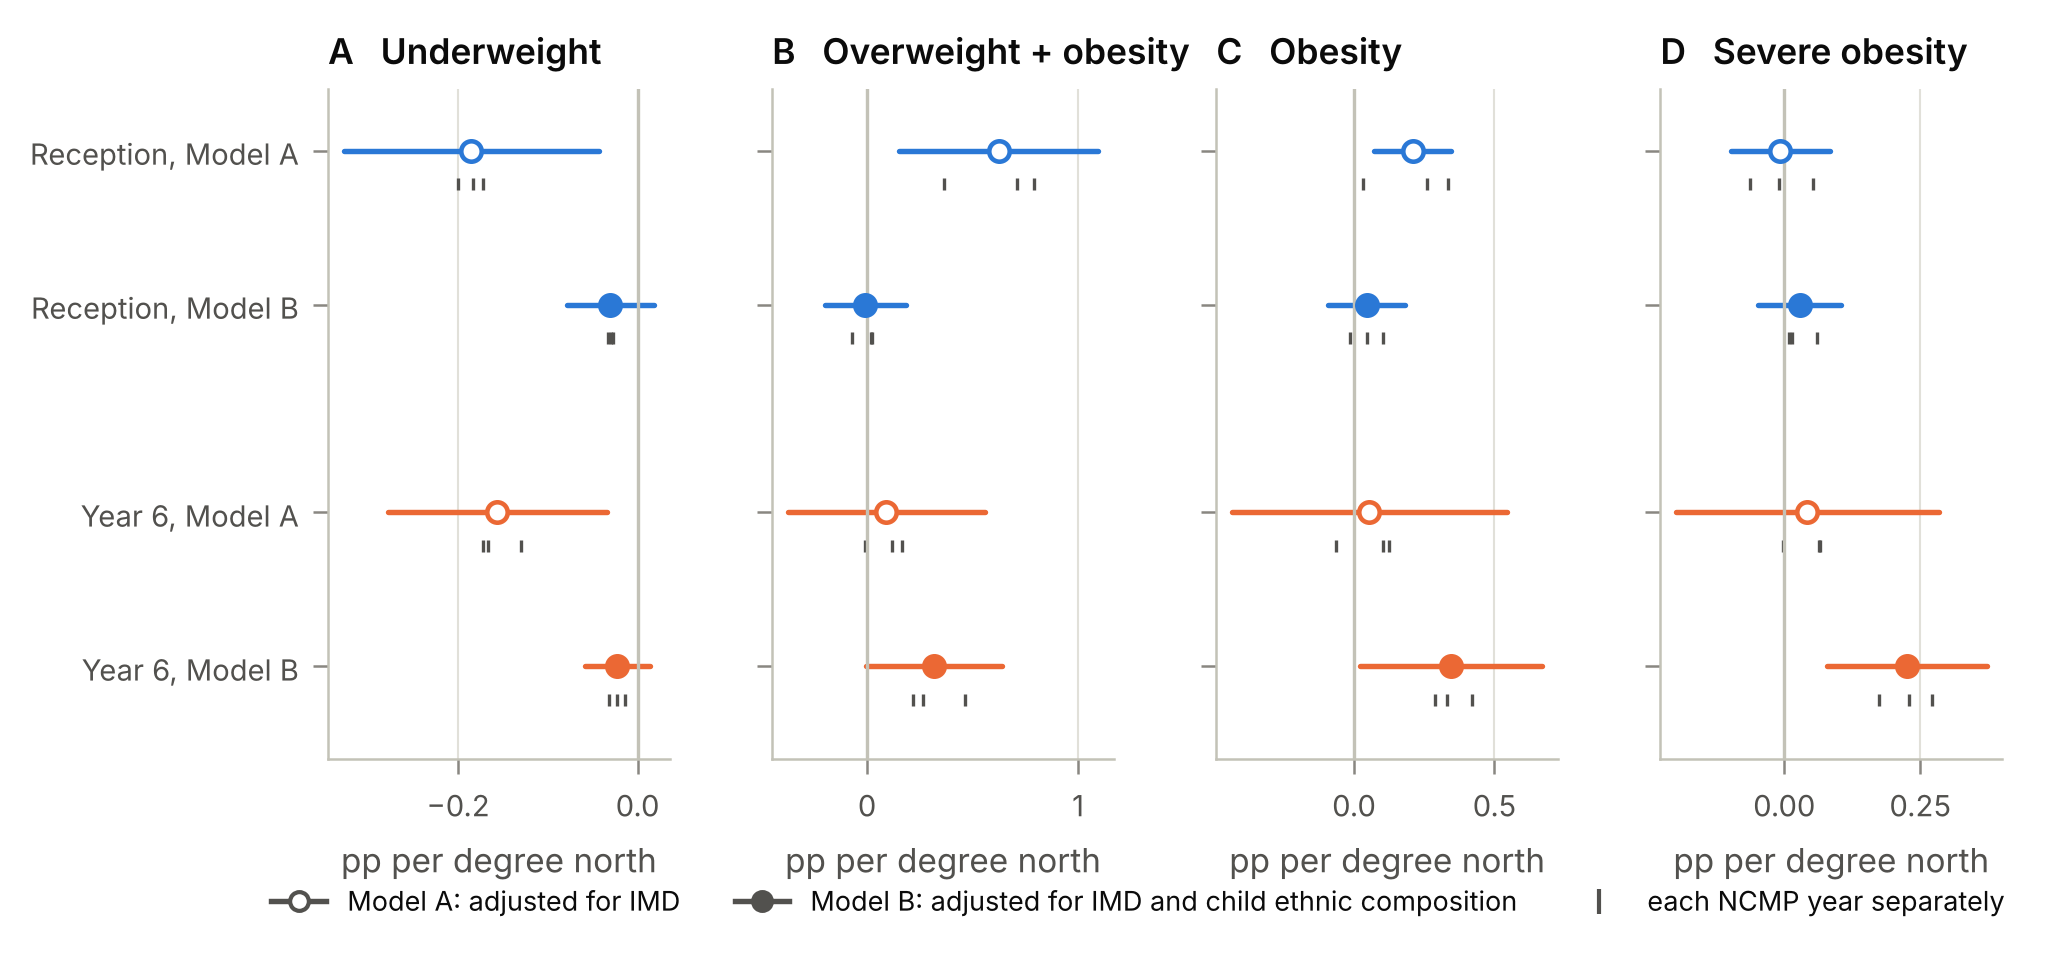 A Underweight
B Overweight + obesity
C Obesity
D Severe obesity
Reception, Model A
Reception, Model B
Year 6, Model A
Year 6, Model B
−0.2 0.0
0 1
0.0 0.5
0.00 0.25
pp per degree north
pp per degree north
pp per degree north
pp per degree north
Model A: adjusted for IMD
Model B: adjusted for IMD and child ethnic composition
each NCMP year separately